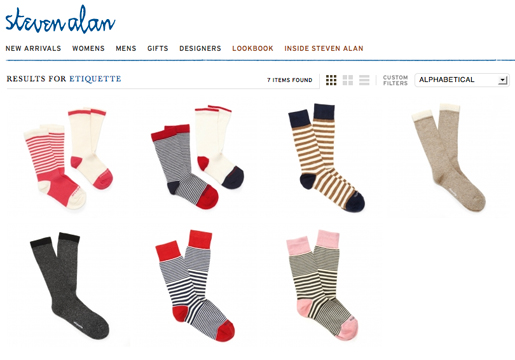 steven alan
NEW ARRIVALS WOMENS MENS GIFTS DESIGNERS LOOKBOOK INSIDE STEVEN ALAN
RESULTS FOR ETIQUETTE 7 ITEMS FOUND CUSTOM FILTERS ALPHABETICAL